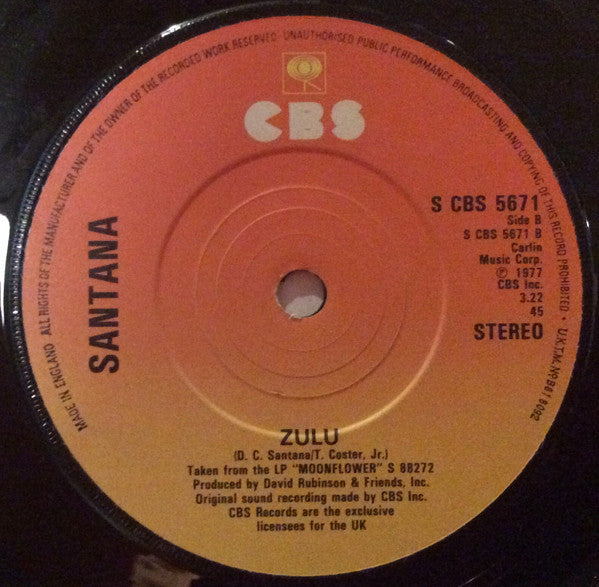 MADE IN ENGLAND ALL RIGHTS OF THE MANUFACTURER AND OF THE OWNER OF THE RECORDED WORK RESERVED · UNAUTHORISED PUBLIC PERFORMANCE BROADCASTING AND COPYING OF THIS RECORD PROHIBITED · U.K.T.M. Nº B818092
CBS
SANTANA
S CBS 5671
Side B
S CBS 5671 B
Carlin
Music Corp.
℗ 1977
CBS Inc.
3.22
45
STEREO
ZULU
(D. C. Santana/T. Coster, Jr.)
Taken from the LP "MOONFLOWER" S 88272
Produced by David Rubinson & Friends, Inc.
Original sound recording made by CBS Inc.
CBS Records are the exclusive
licensees for the UK